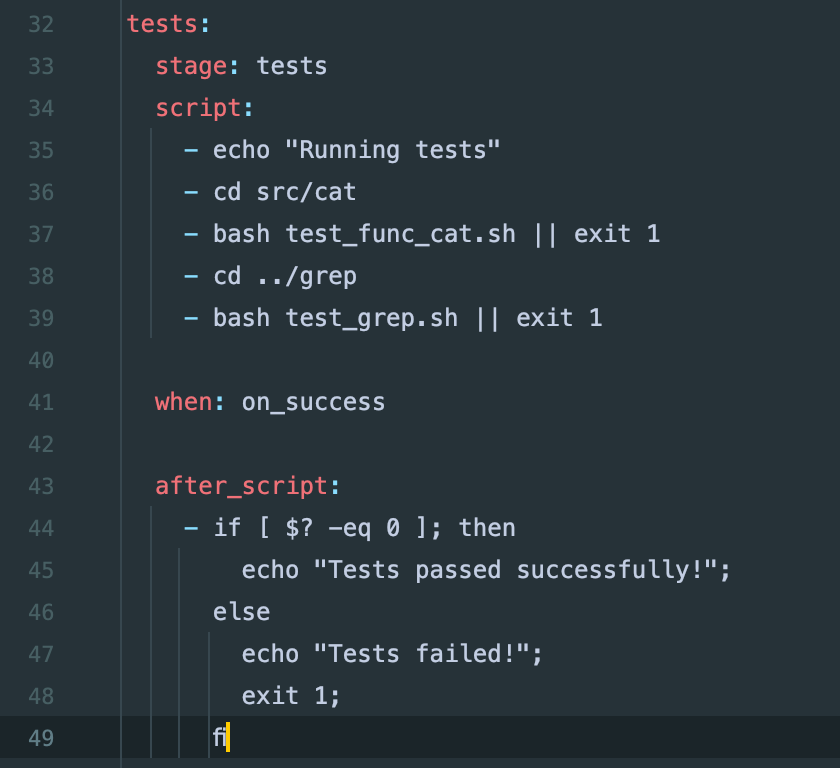 32 tests:
33 stage: tests
34 script:
35 - echo "Running tests"
36 - cd src/cat
37 - bash test_func_cat.sh || exit 1
38 - cd ../grep
39 - bash test_grep.sh || exit 1
40
41 when: on_success
42
43 after_script:
44 - if [ $? -eq 0 ]; then
45 echo "Tests passed successfully!";
46 else
47 echo "Tests failed!";
48 exit 1;
49 fi